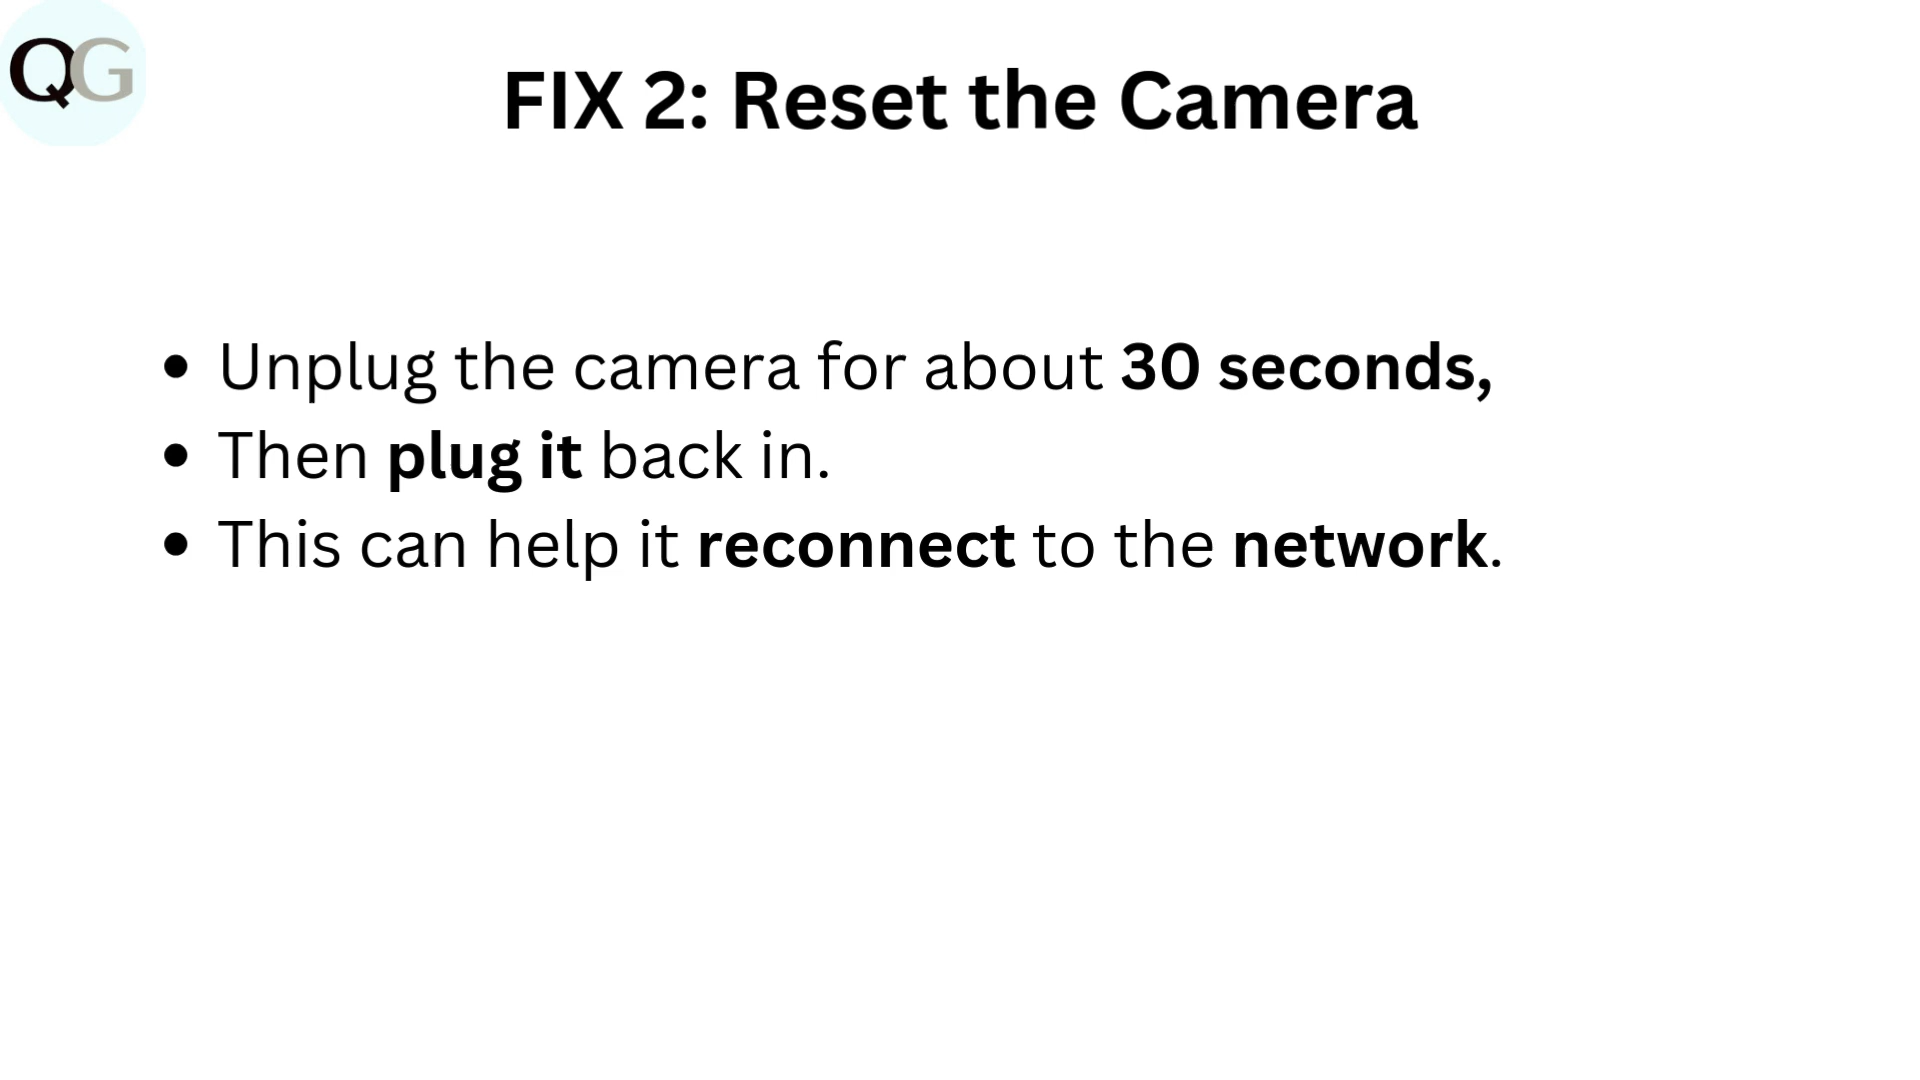 QG
FIX 2: Reset the Camera
• Unplug the camera for about 30 seconds,
• Then plug it back in.
• This can help it reconnect to the network.